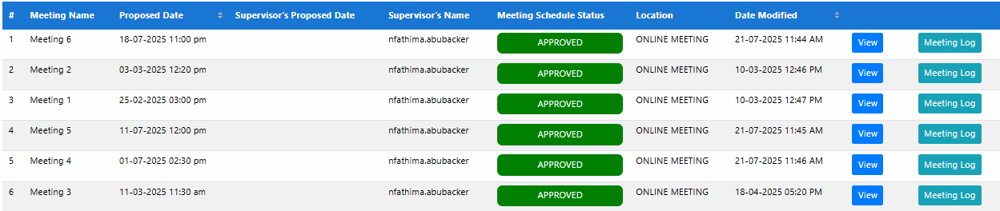 # Meeting Name Proposed Date Supervisor's Proposed Date Supervisor's Name Meeting Schedule Status Location Date Modified
1 Meeting 6 18-07-2025 11:00 pm nfathima.abubacker APPROVED ONLINE MEETING 21-07-2025 11:44 AM View Meeting Log
2 Meeting 2 03-03-2025 12:20 pm nfathima.abubacker APPROVED ONLINE MEETING 10-03-2025 12:46 PM View Meeting Log
3 Meeting 1 25-02-2025 03:00 pm nfathima.abubacker APPROVED ONLINE MEETING 10-03-2025 12:47 PM View Meeting Log
4 Meeting 5 11-07-2025 12:00 pm nfathima.abubacker APPROVED ONLINE MEETING 21-07-2025 11:45 AM View Meeting Log
5 Meeting 4 01-07-2025 02:30 pm nfathima.abubacker APPROVED ONLINE MEETING 21-07-2025 11:46 AM View Meeting Log
6 Meeting 3 11-03-2025 11:30 am nfathima.abubacker APPROVED ONLINE MEETING 18-04-2025 05:20 PM View Meeting Log